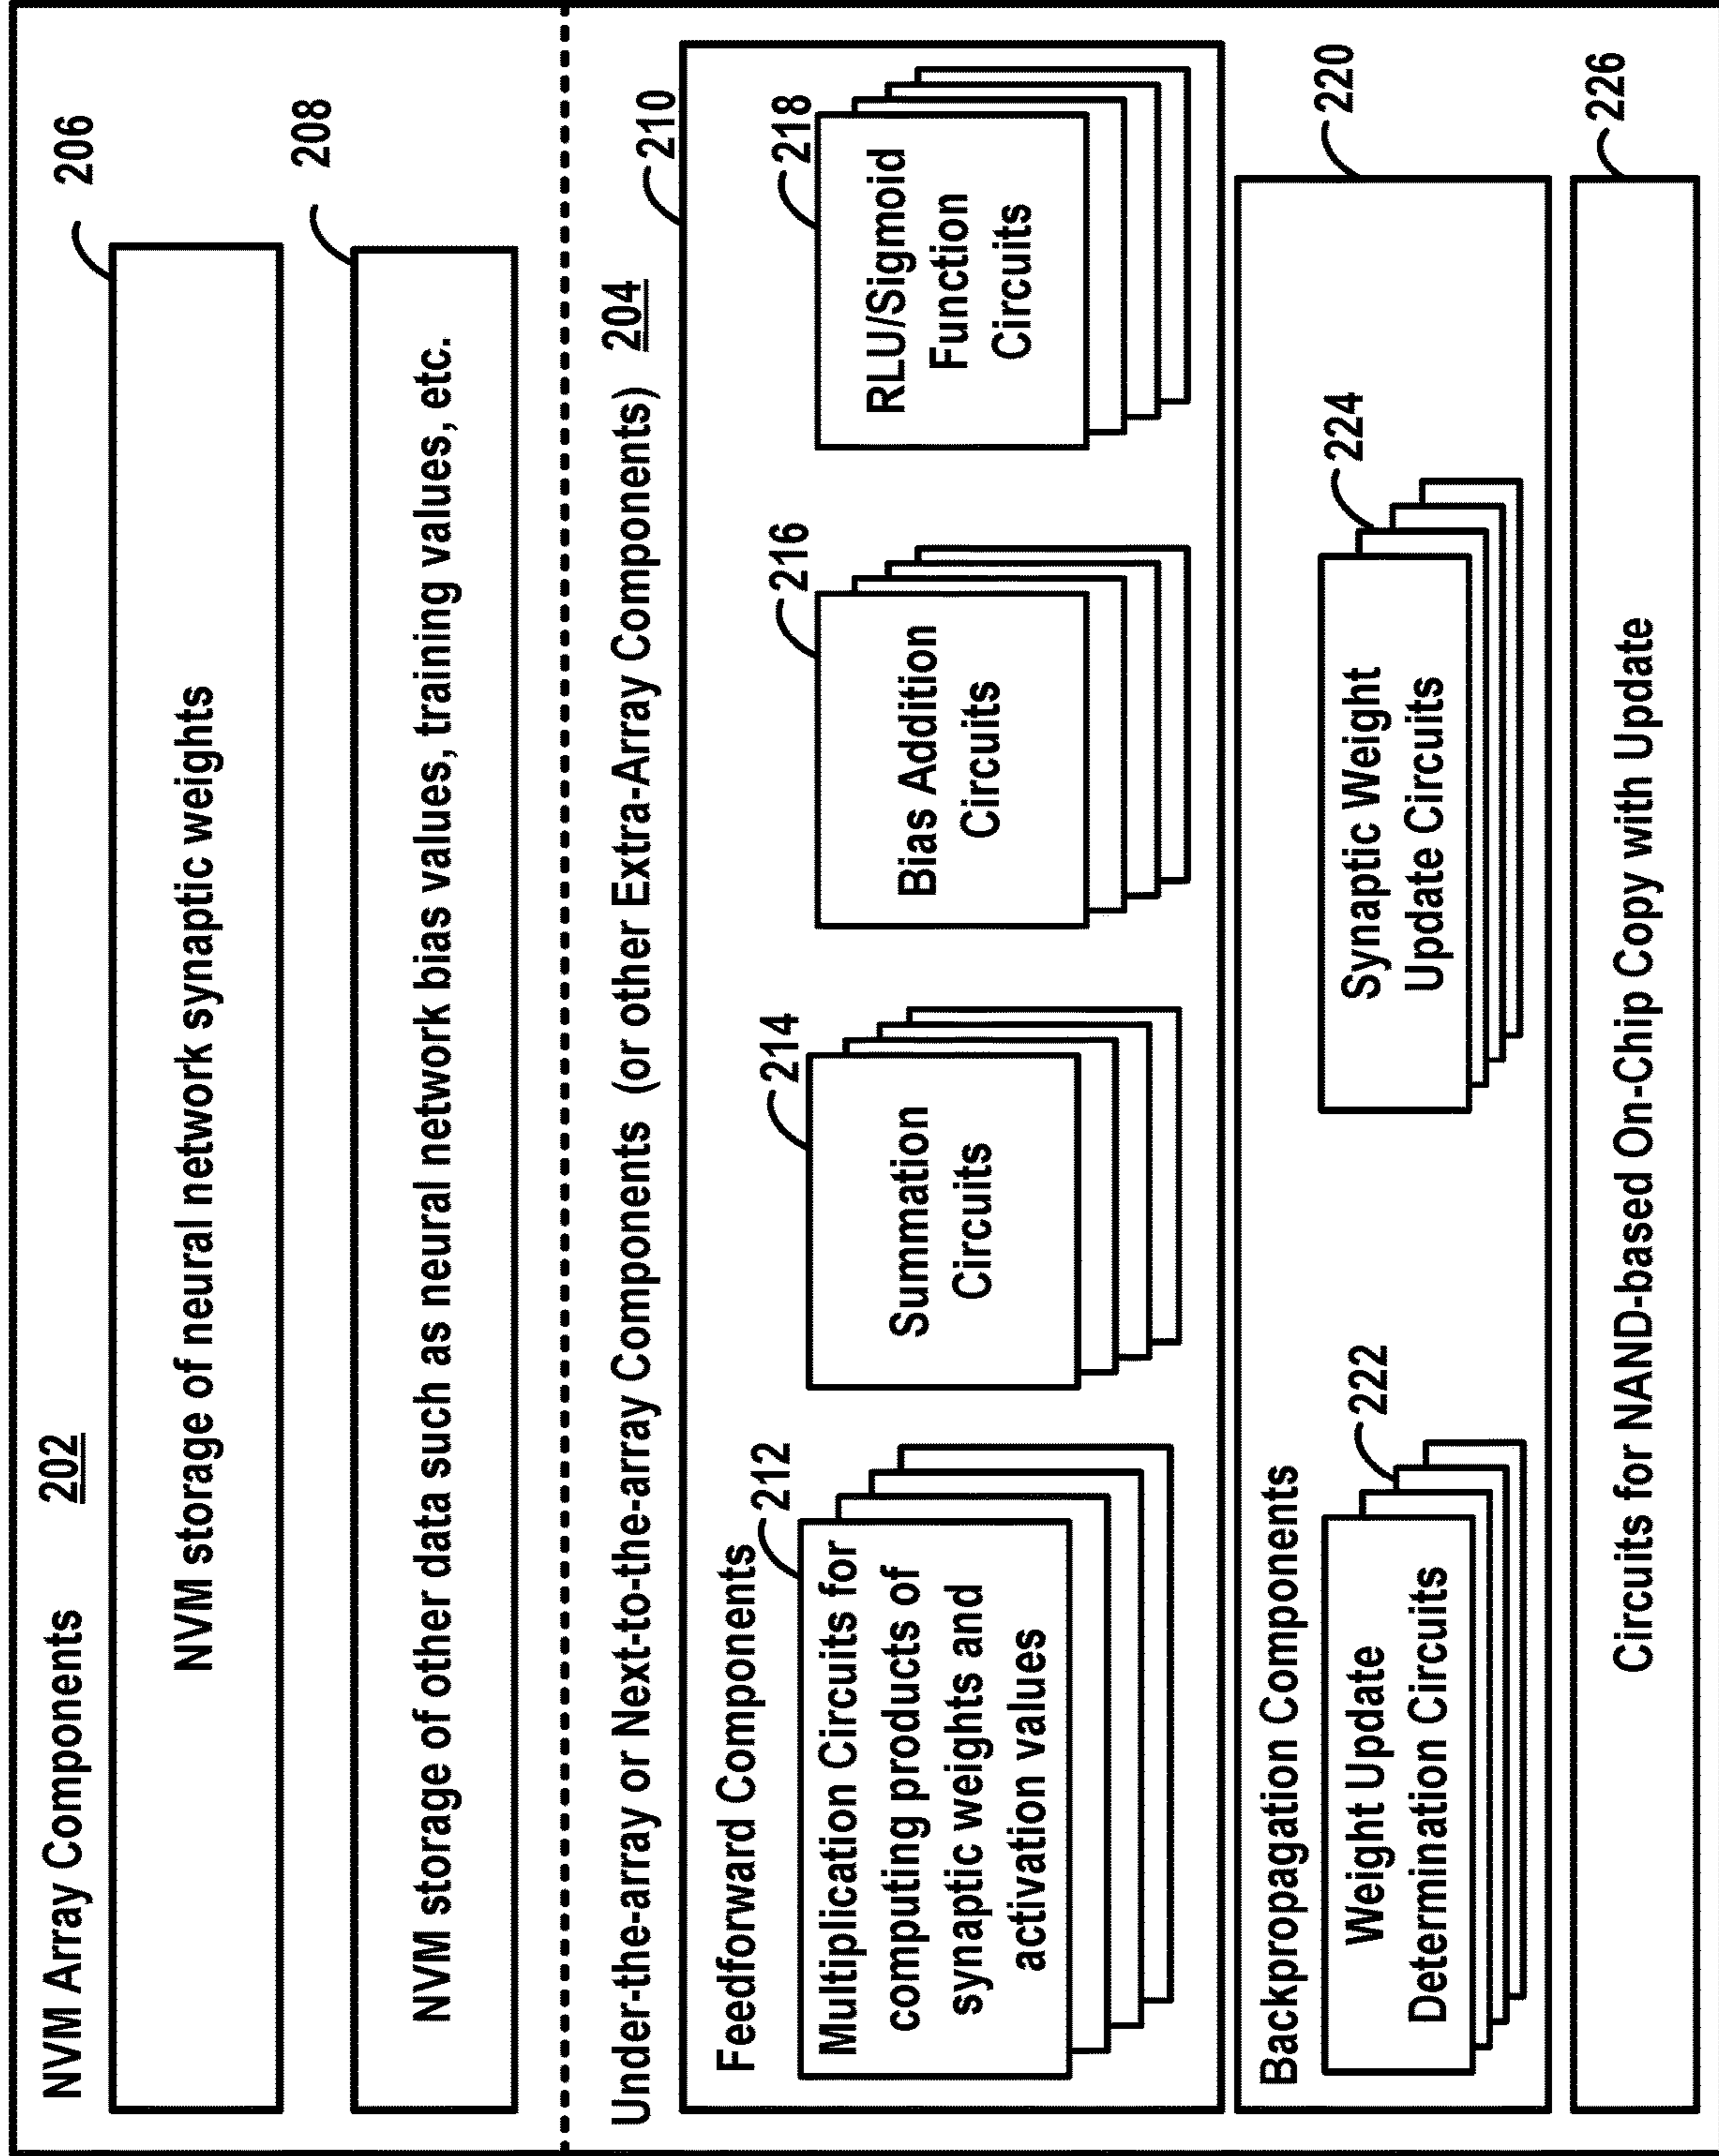 NVM Array Components 202
206
NVM storage of neural network synaptic weights
208
NVM storage of other data such as neural network bias values, training values, etc.
Under-the-array or Next-to-the-array Components (or other Extra-Array Components) 204
210
Feedforward Components
212
Multiplication Circuits for
computing products of
synaptic weights and
activation values
214
Summation
Circuits
216
Bias Addition
Circuits
218
RLU/Sigmoid
Function
Circuits
220
Backpropagation Components
222
Weight Update
Determination Circuits
224
Synaptic Weight
Update Circuits
226
Circuits for NAND-based On-Chip Copy with Update